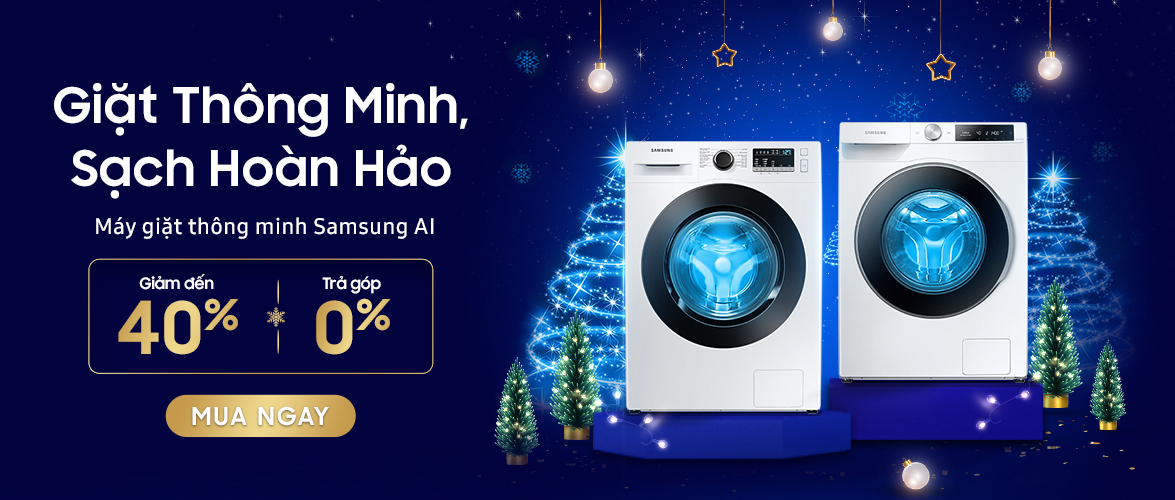 Giặt Thông Minh,
Sạch Hoàn Hảo
Máy giặt thông minh Samsung AI
Giảm đến
40%
Trả góp
0%
MUA NGAY
SAMSUNG
SAMSUNG